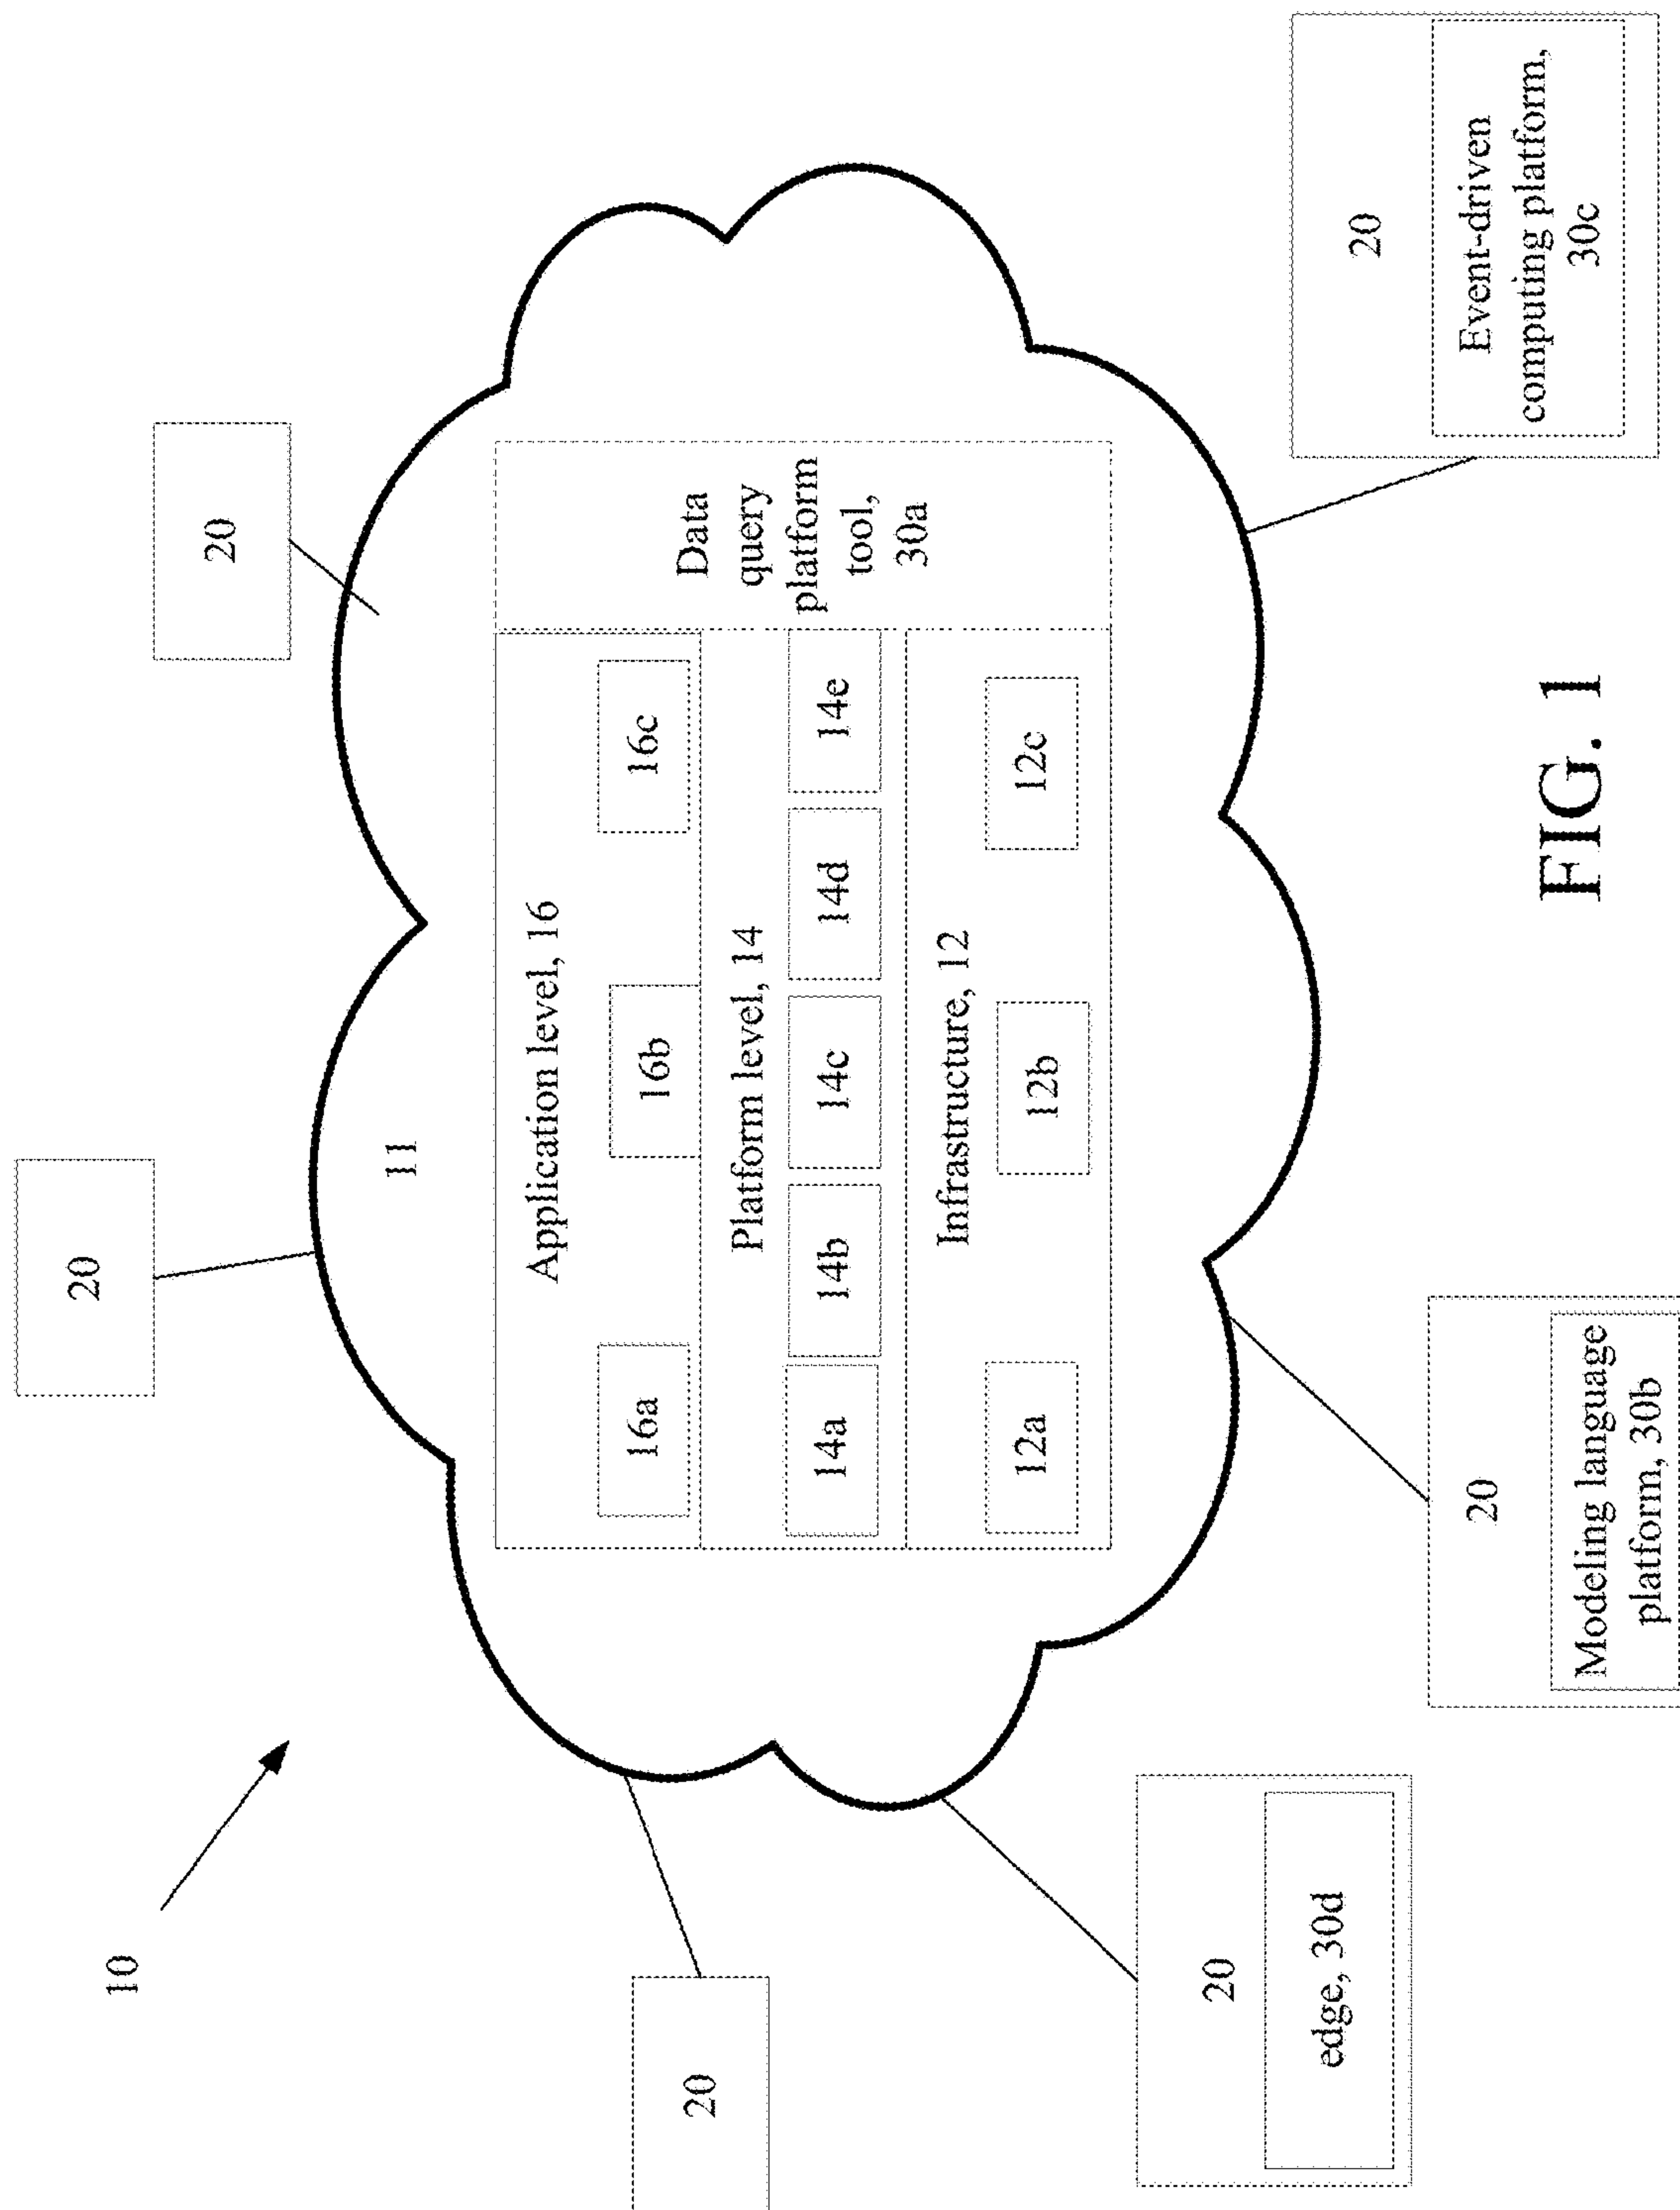 10
20
20
20
11
Application level, 16
16a
16b
16c
Platform level, 14
14a
14b
14c
14d
14e
Infrastructure, 12
12a
12b
12c
Data
query
platform
tool,
30a
20
edge, 30d
20
Modeling language
platform, 30b
20
Event-driven
computing platform,
30c
FIG. 1